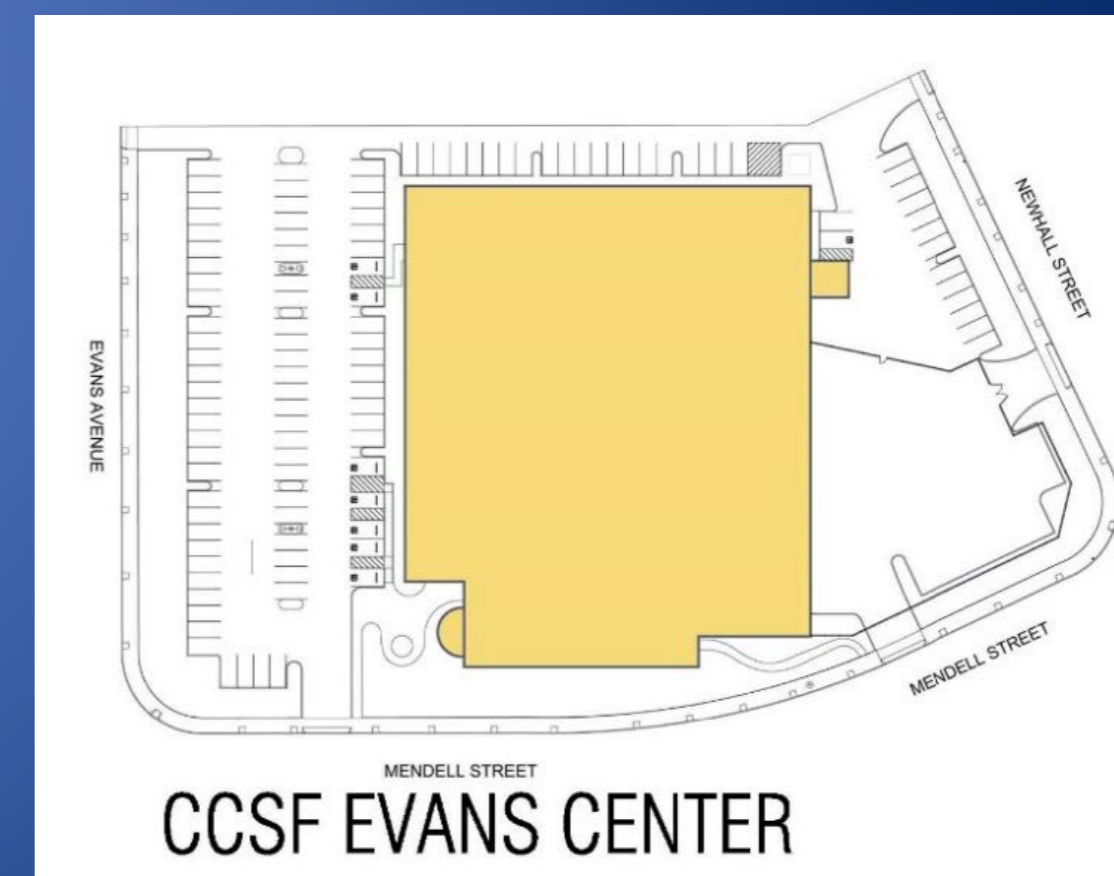 NEWHALL STREET
EVANS AVENUE
MENDELL STREET
MENDELL STREET
CCSF EVANS CENTER